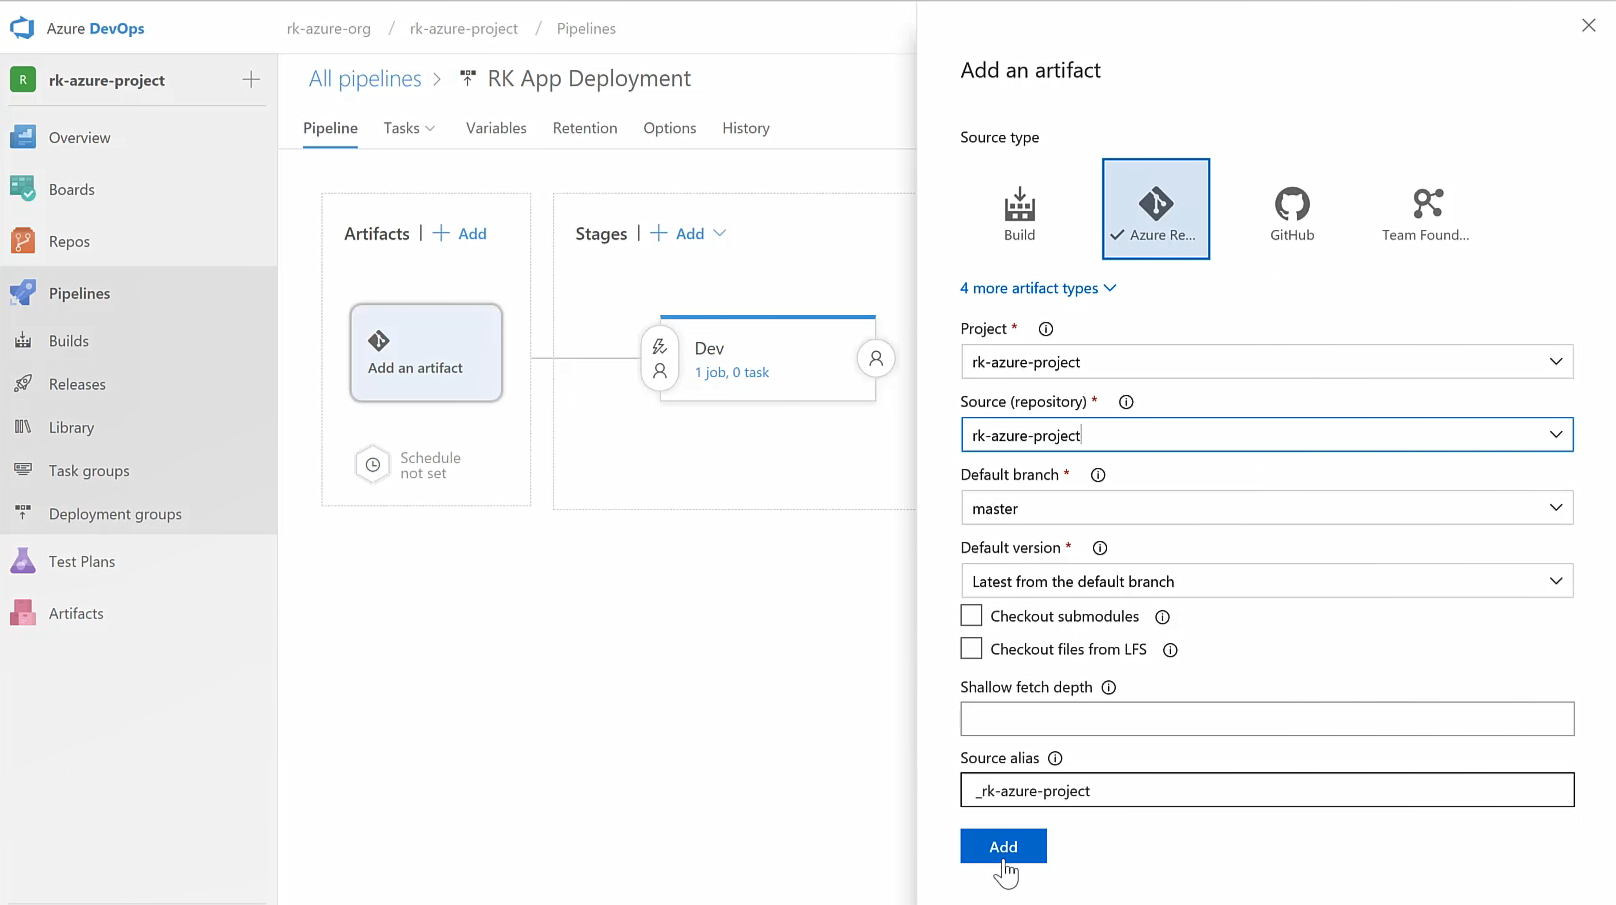 Azure DevOps
rk-azure-org / rk-azure-project / Pipelines
R rk-azure-project
Overview
Boards
Repos
Pipelines
Builds
Releases
Library
Task groups
Deployment groups
Test Plans
Artifacts
All pipelines > RK App Deployment
Pipeline Tasks Variables Retention Options History
Artifacts | + Add
Add an artifact
Schedule
not set
Stages | + Add
Dev
1 job, 0 task
Add an artifact
Source type
Build
Azure Re...
GitHub
Team Found...
4 more artifact types
Project *
rk-azure-project
Source (repository) *
rk-azure-project
Default branch *
master
Default version *
Latest from the default branch
Checkout submodules
Checkout files from LFS
Shallow fetch depth
Source alias
_rk-azure-project
Add